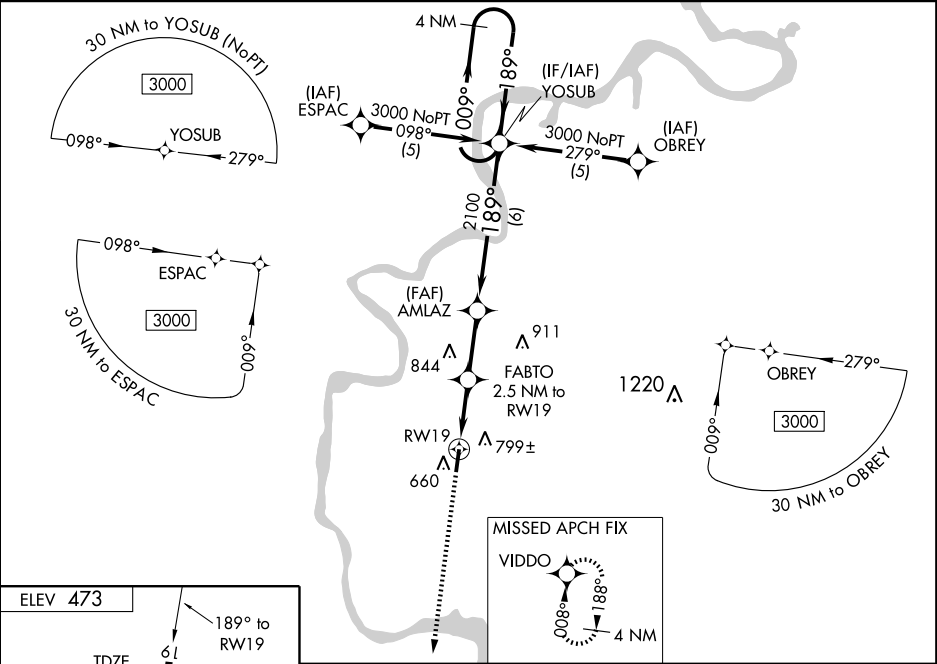 30 NM to YOSUB (NoPT)
3000
098°
YOSUB
279°
4 NM
009°
189°
(IF/IAF)
YOSUB
(IAF)
ESPAC
3000 NoPT
098°
(5)
3000 NoPT
279°
(5)
(IAF)
OBREY
2100
189°
(6)
098°
ESPAC
3000
009°
30 NM to ESPAC
(FAF)
AMLAZ
911
844
FABTO
2.5 NM to
RW19
RW19
799±
660
1220
279°
OBREY
3000
009°
30 NM to OBREY
MISSED APCH FIX
VIDDO
008°
188°
4 NM
ELEV 473
189° to
RW19
TDZE
19